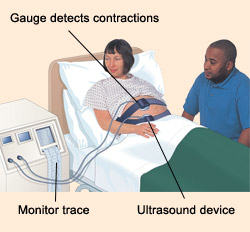 Gauge detects contractions
Monitor trace
Ultrasound device